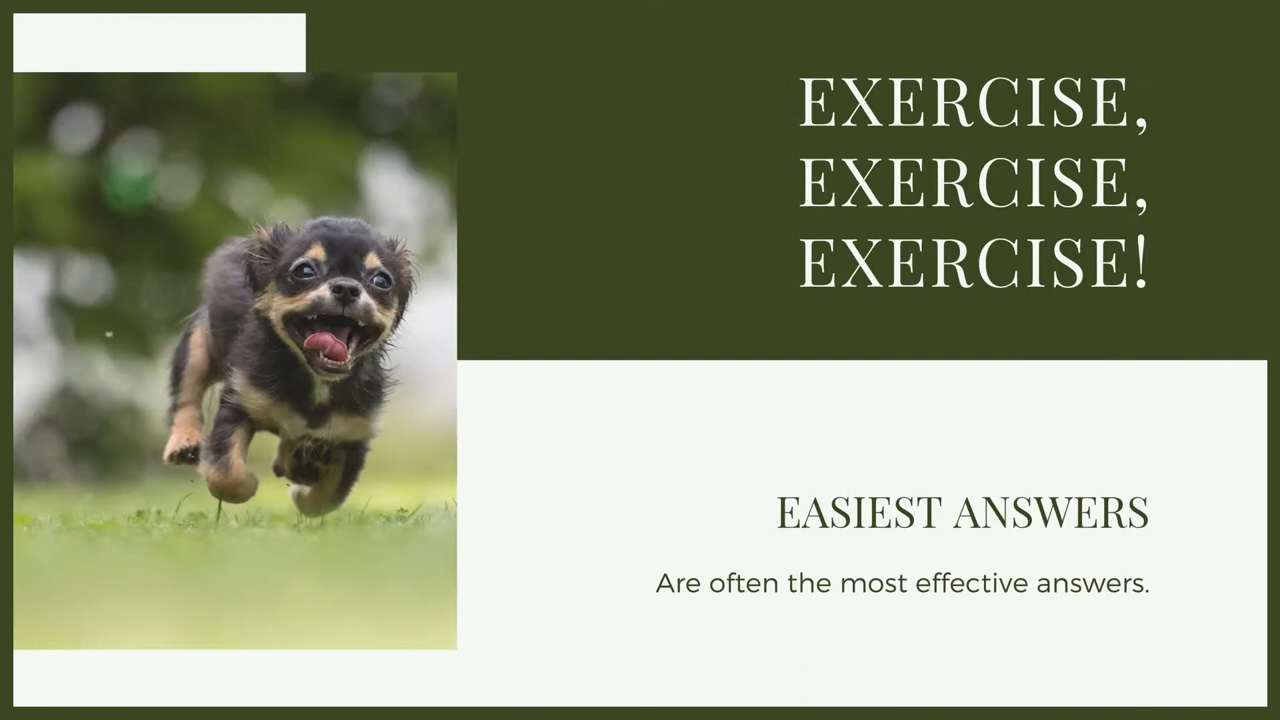 EXERCISE,
EXERCISE,
EXERCISE!
EASIEST ANSWERS
Are often the most effective answers.